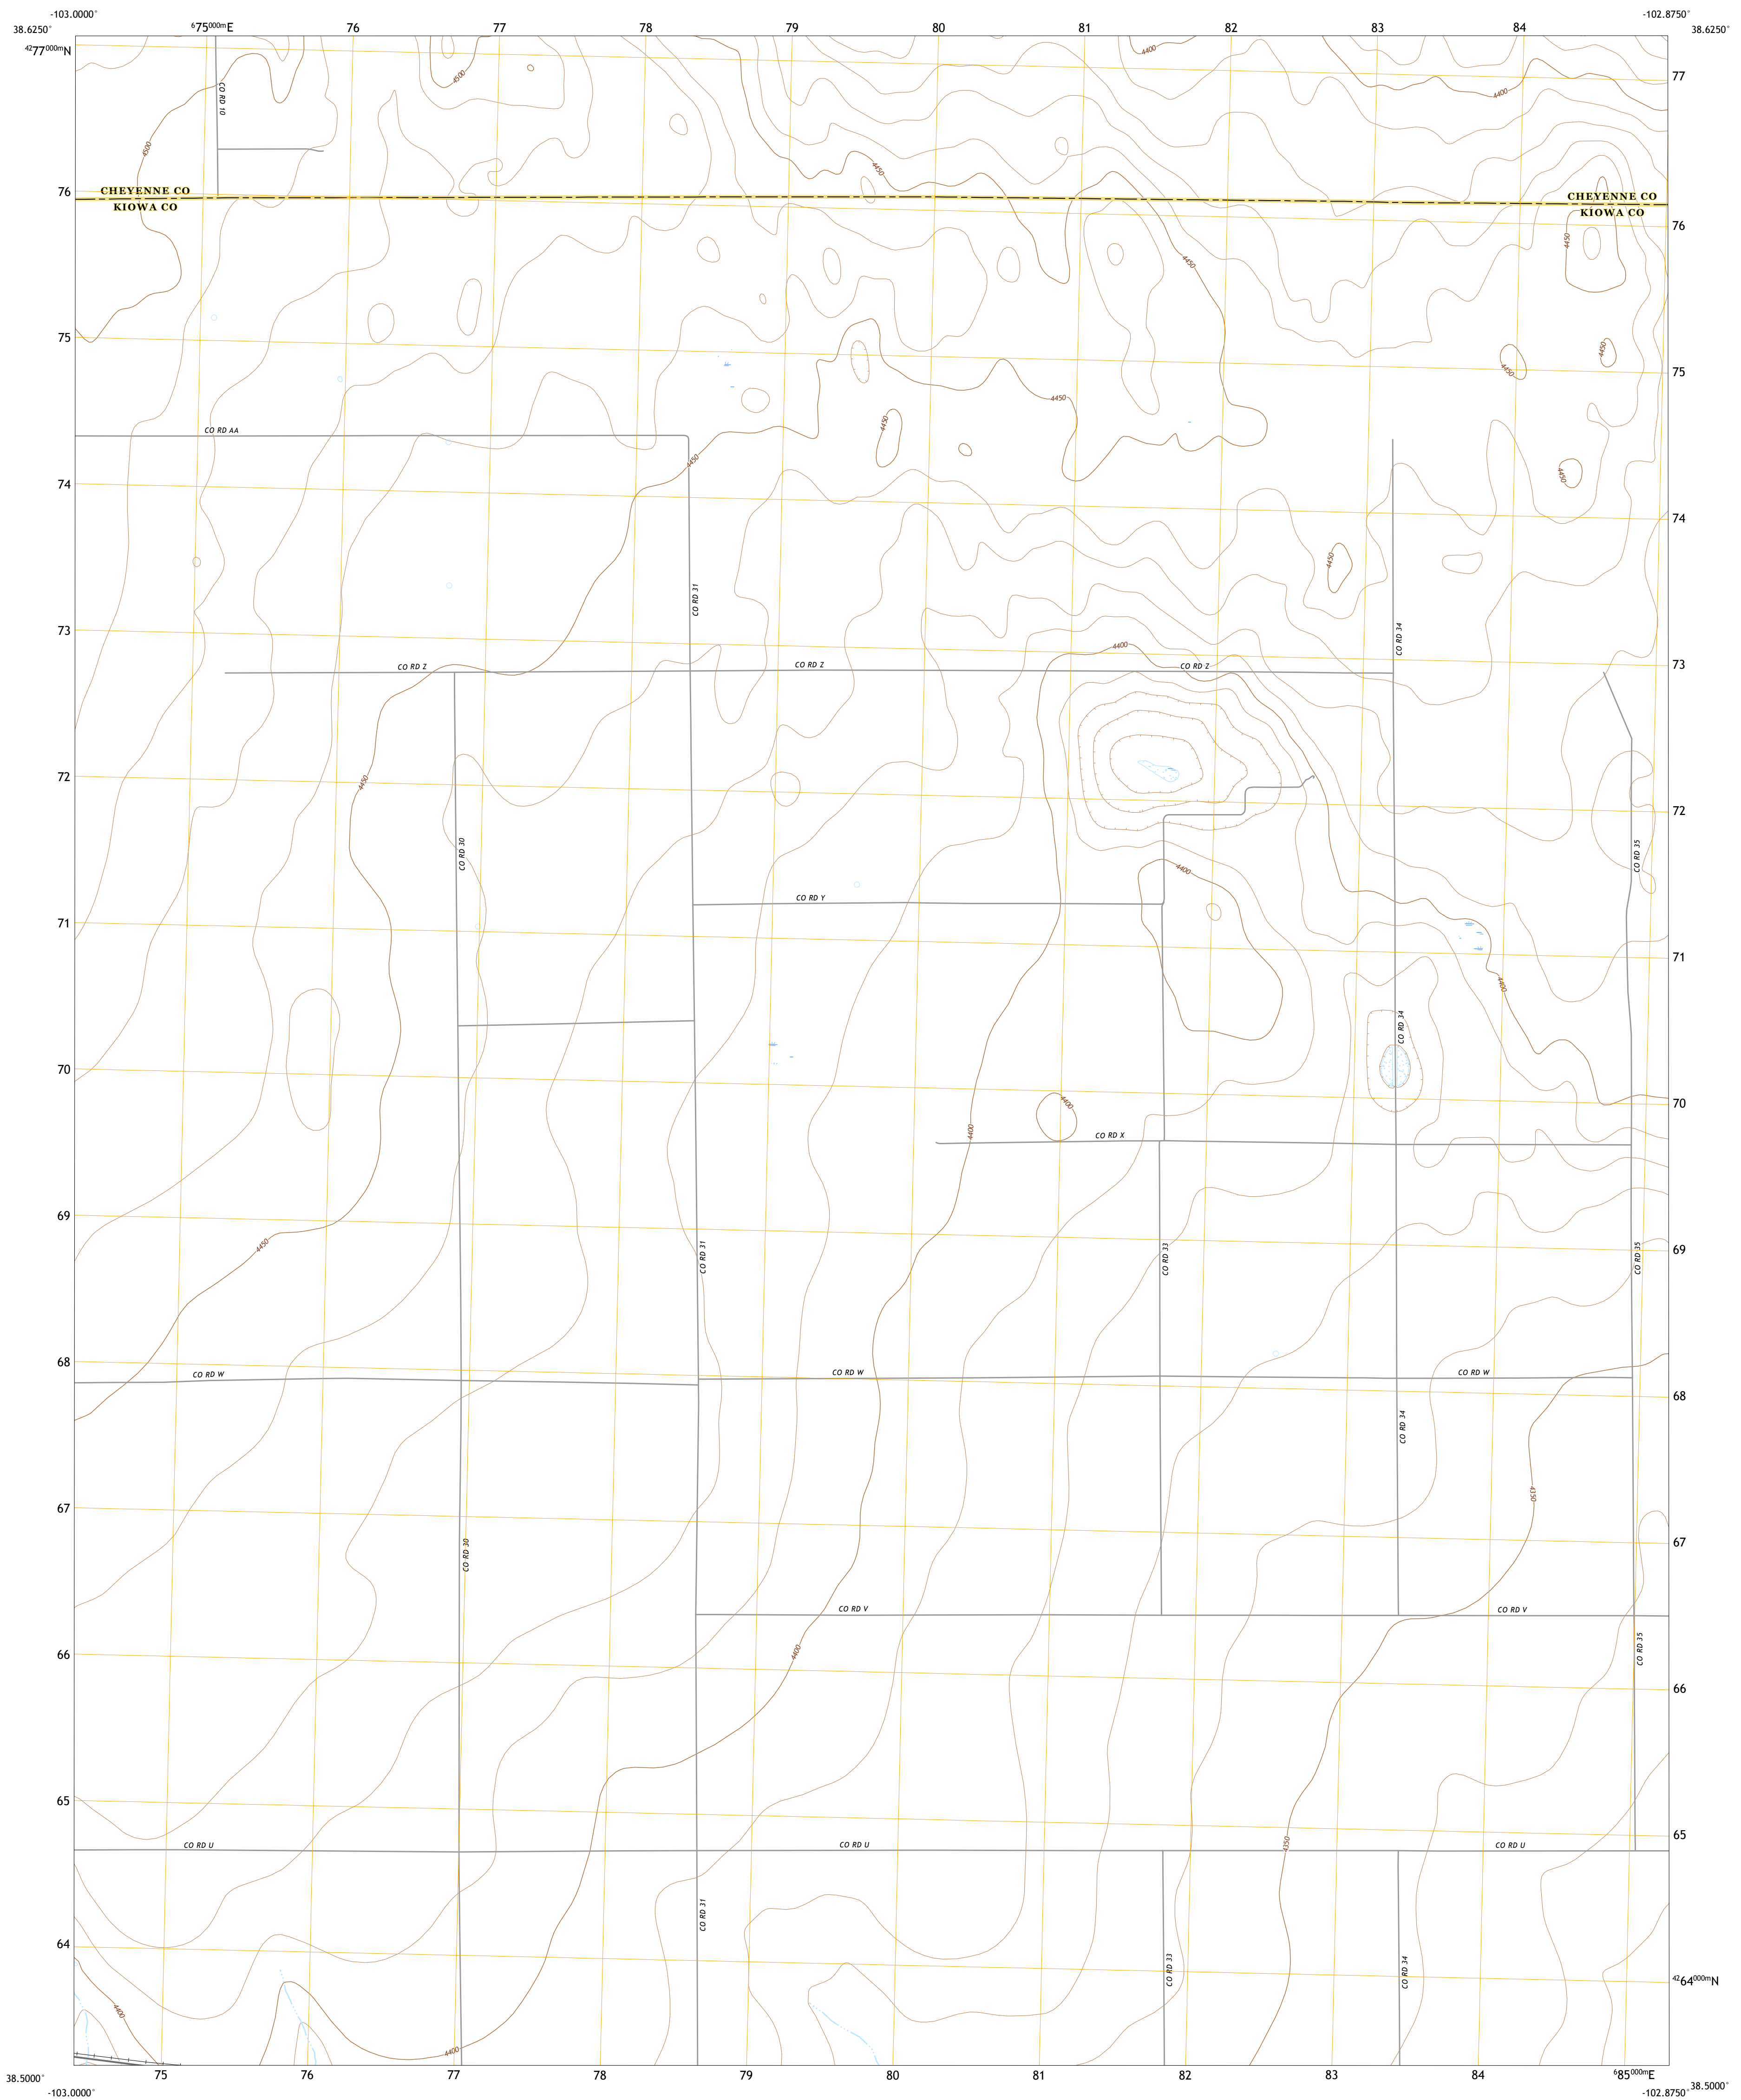 -103.0000°
-102.8750°
38.6250°
⁶75⁰⁰⁰ᵐE
76
77
78
79
80
81
82
83
84
38.6250°
⁴²77⁰⁰⁰ᵐN
4400
4500
77
CO RD 10
4400
4500
4450
76
CHEYENNE CO
CHEYENNE CO
KIOWA CO
KIOWA CO
76
4450
4450
75
4450
4450
75
4450
4450
CO RD AA
4450
4450
74
74
4450
CO RD 31
73
CO RD 34
4400
CO RD Z
CO RD Z
CO RD Z
73
72
4450
72
CO RD 30
CO RD 35
4400
CO RD Y
71
71
4400
CO RD 34
70
70
4400
4400
CO RD X
69
4450
CO RD 31
CO RD 33
CO RD 35
69
68
CO RD W
CO RD W
CO RD W
68
CO RD 34
4350
67
67
CO RD 30
CO RD V
CO RD V
66
4400
CO RD 35
66
65
65
CO RD U
CO RD U
CO RD U
4350
CO RD 31
64
CO RD 33
CO RD 34
⁴²64⁰⁰⁰ᵐN
4400
4400
38.5000°
75
76
77
78
79
80
81
82
83
84
⁶85⁰⁰⁰ᵐE
38.5000°
-103.0000°
-102.8750°